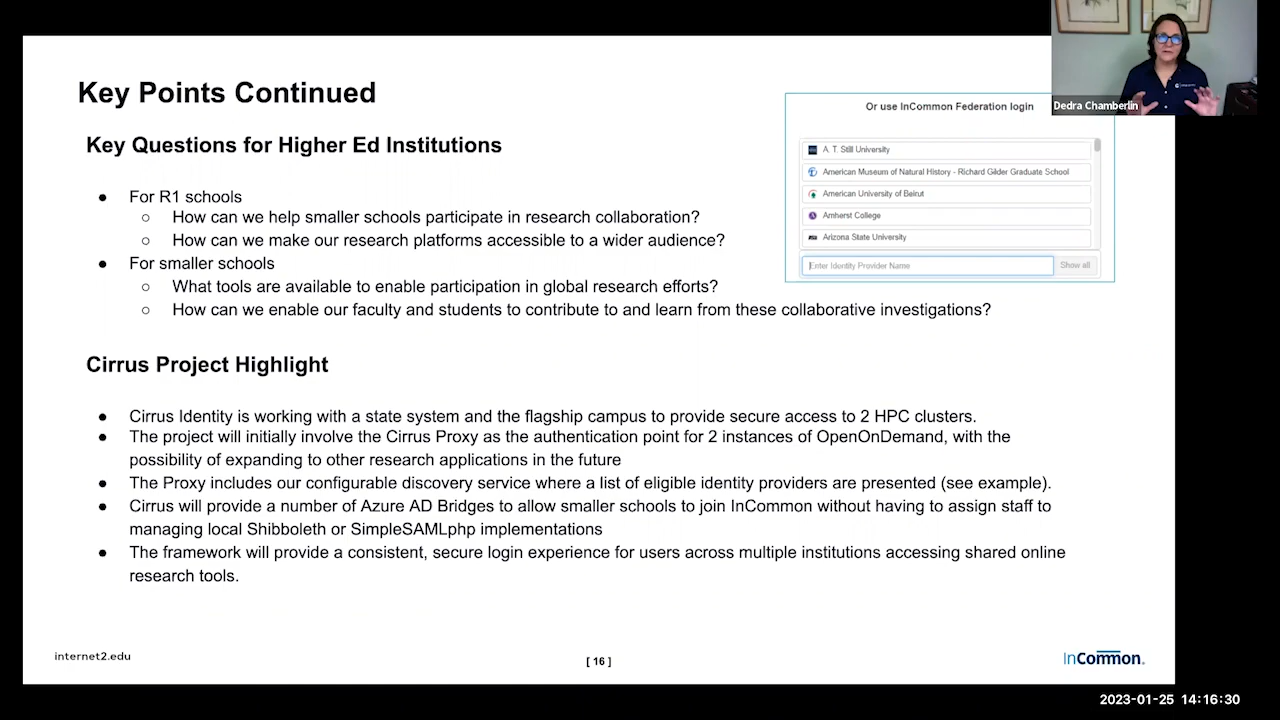 Key Points Continued
Key Questions for Higher Ed Institutions
● For R1 schools
○ How can we help smaller schools participate in research collaboration?
○ How can we make our research platforms accessible to a wider audience?
● For smaller schools
○ What tools are available to enable participation in global research efforts?
○ How can we enable our faculty and students to contribute to and learn from these collaborative investigations?
Or use InCommon Federation login
A. T. Still University
American Museum of Natural History - Richard Gilder Graduate School
American University of Beirut
Amherst College
Arizona State University
Enter Identity Provider Name
Show all
Dedra Chamberlin
Cirrus Project Highlight
● Cirrus Identity is working with a state system and the flagship campus to provide secure access to 2 HPC clusters.
● The project will initially involve the Cirrus Proxy as the authentication point for 2 instances of OpenOnDemand, with the
possibility of expanding to other research applications in the future
● The Proxy includes our configurable discovery service where a list of eligible identity providers are presented (see example).
● Cirrus will provide a number of Azure AD Bridges to allow smaller schools to join InCommon without having to assign staff to
managing local Shibboleth or SimpleSAMLphp implementations
● The framework will provide a consistent, secure login experience for users across multiple institutions accessing shared online
research tools.
internet2.edu
[ 16 ]
InCommon.
2023-01-25 14:16:30